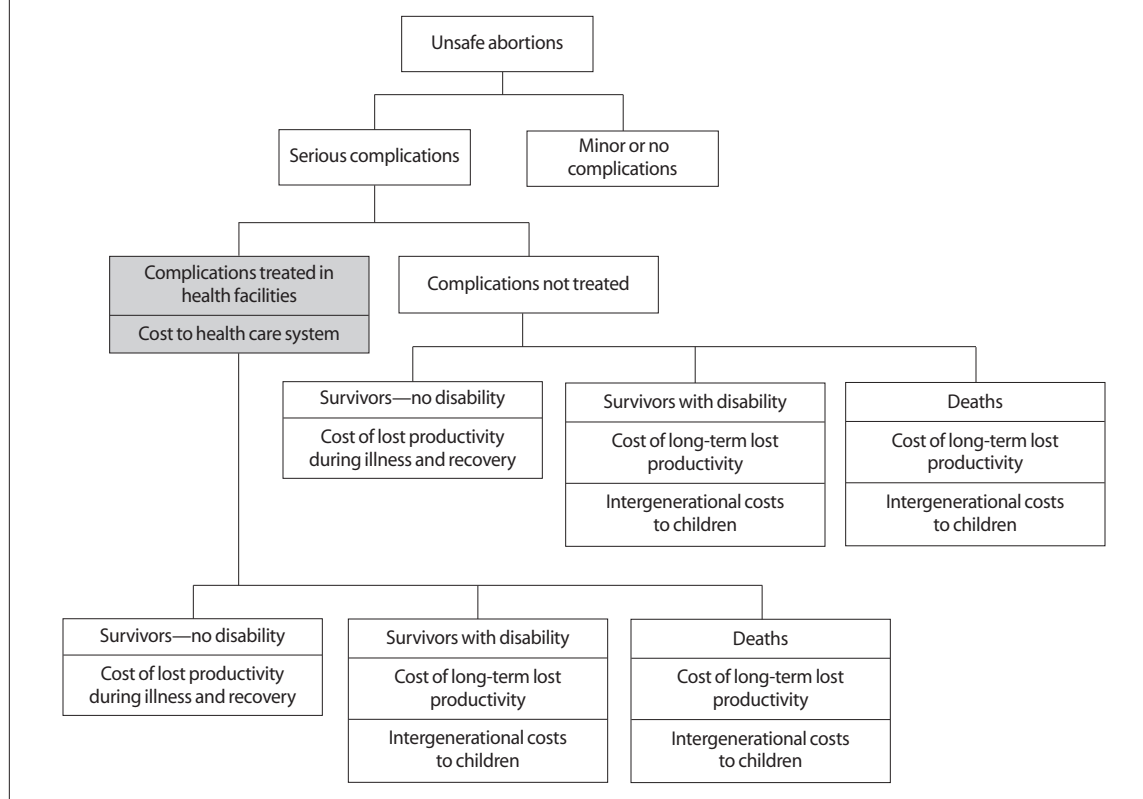 Unsafe abortions
Serious complications
Minor or no
complications
Complications treated in
health facilities
Cost to health care system
Complications not treated
Survivors—no disability
Cost of lost productivity
during illness and recovery
Survivors with disability
Cost of long-term lost
productivity
Intergenerational costs
to children
Deaths
Cost of long-term lost
productivity
Intergenerational costs
to children
Survivors—no disability
Cost of lost productivity
during illness and recovery
Survivors with disability
Cost of long-term lost
productivity
Intergenerational costs
to children
Deaths
Cost of long-term lost
productivity
Intergenerational costs
to children